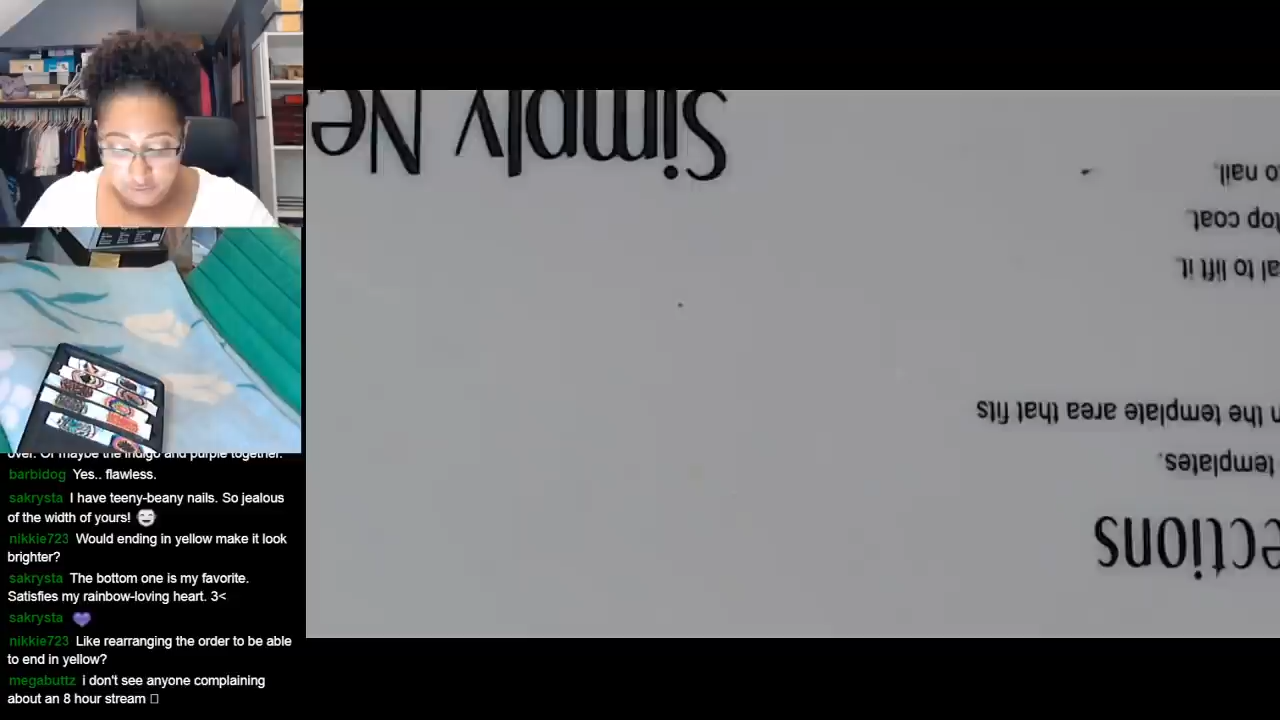 Simply Ne
o nail.
top coat.
al to lift it.
n the template area that fits
templates.
ections
over. Or maybe the indigo and purple together.
barbidog Yes.. flawless.
sakrysta I have teeny-beany nails. So jealous
of the width of yours!
nikkie723 Would ending in yellow make it look
brighter?
sakrysta The bottom one is my favorite.
Satisfies my rainbow-loving heart. 3<
sakrysta
nikkie723 Like rearranging the order to be able
to end in yellow?
megabuttz i don't see anyone complaining
about an 8 hour stream